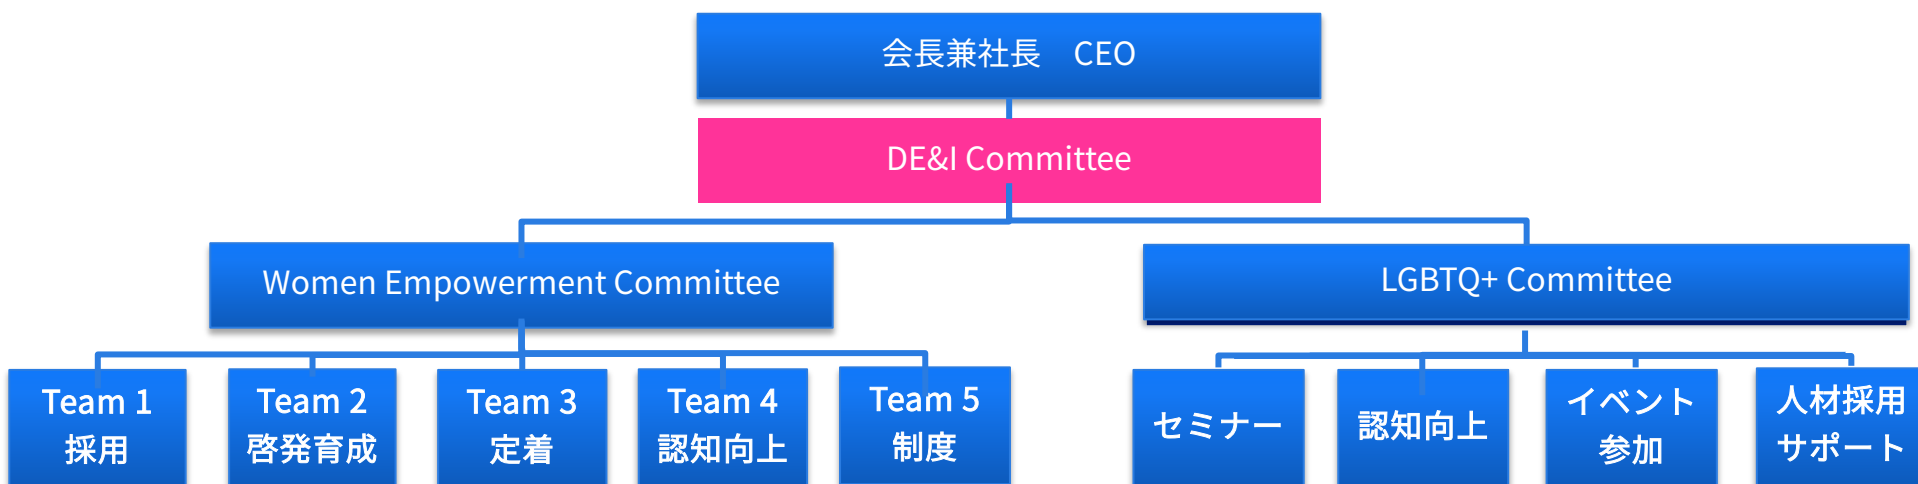 会長兼社長　CEO
DE&I Committee
Women Empowerment Committee
LGBTQ+ Committee
Team 1
採用
Team 2
啓発育成
Team 3
定着
Team 4
認知向上
Team 5
制度
セミナー
認知向上
イベント
参加
人材採用
サポート